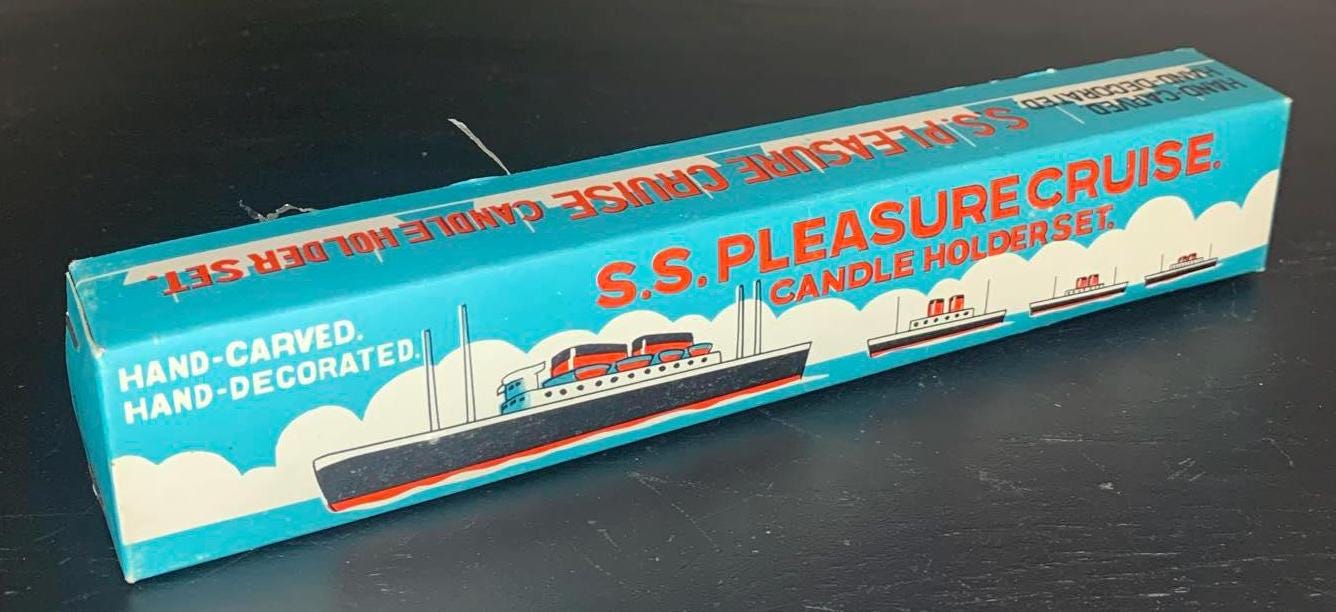 HAND-CARVED
HAND-DECORATED.
S.S. PLEASURE CRUISE CANDLE HOLDER SET.
S.S. PLEASURE CRUISE.
CANDLE HOLDER SET.
HAND-CARVED.
HAND-DECORATED.